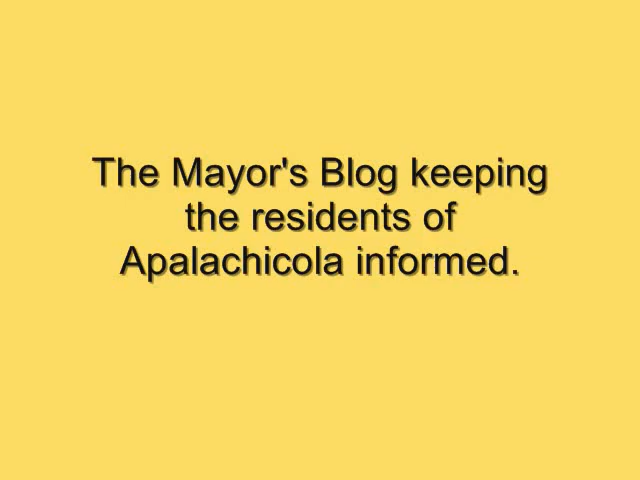 The Mayor's Blog keeping
the residents of
Apalachicola informed.